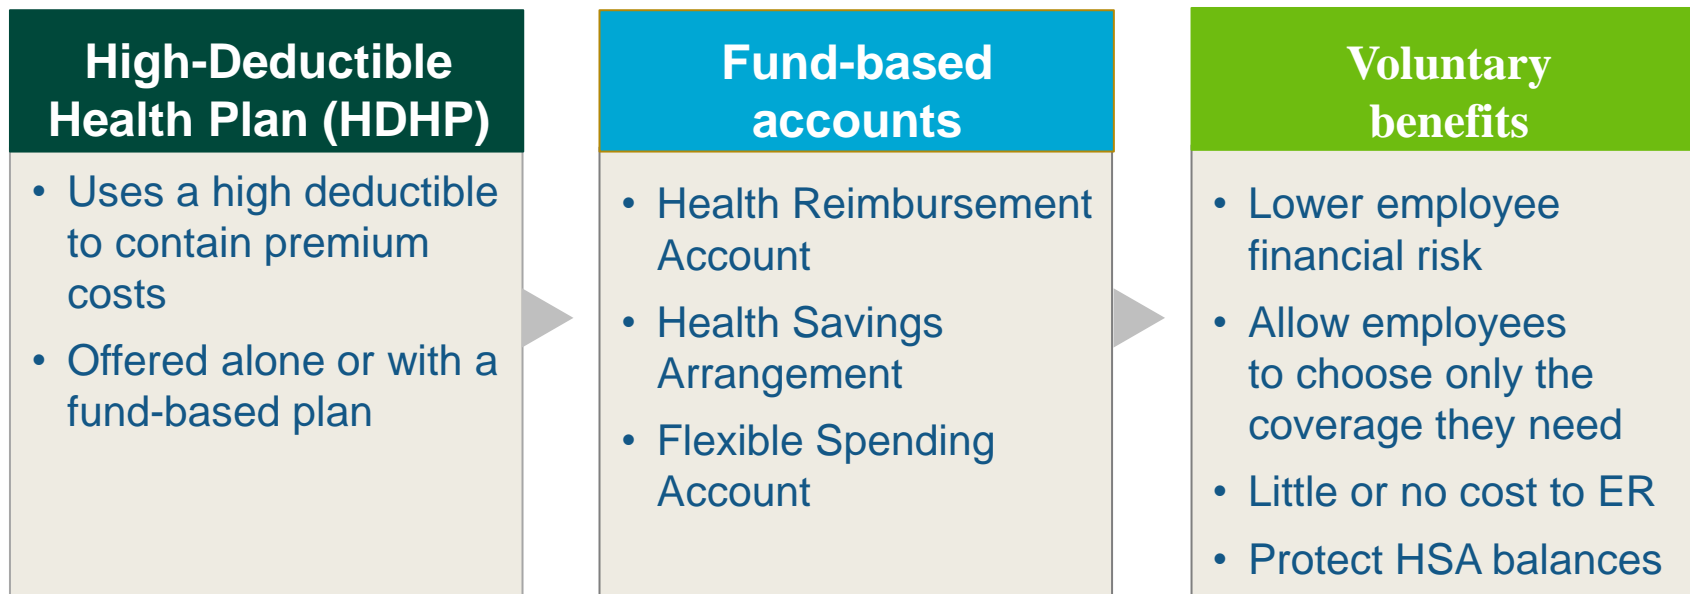 High-Deductible
Health Plan (HDHP)
• Uses a high deductible
to contain premium
costs
• Offered alone or with a
fund-based plan
Fund-based
accounts
• Health Reimbursement
Account
• Health Savings
Arrangement
• Flexible Spending
Account
Voluntary
benefits
• Lower employee
financial risk
• Allow employees
to choose only the
coverage they need
• Little or no cost to ER
• Protect HSA balances